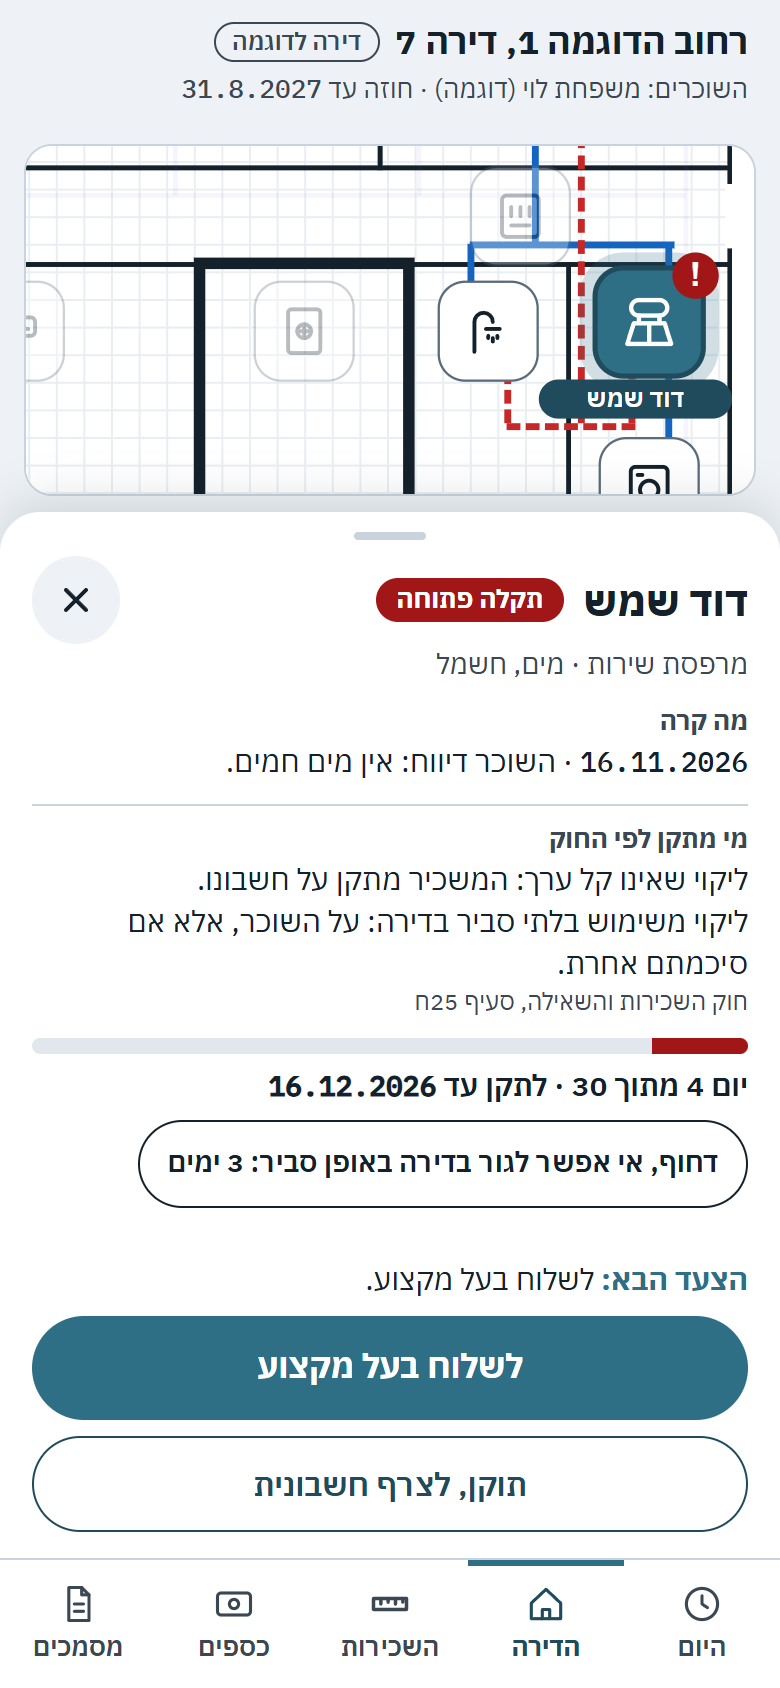 רחוב הדוגמה 1, דירה 7 דירה לדוגמה
השוכרים: משפחת לוי (דוגמה) · חוזה עד 31.8.2027
!
דוד שמש
דוד שמש תקלה פתוחה
מרפסת שירות · מים, חשמל
מה קרה
16.11.2026 · השוכר דיווח: אין מים חמים.
מי מתקן לפי החוק
ליקוי שאינו קל ערך: המשכיר מתקן על חשבונו.
ליקוי משימוש בלתי סביר בדירה: על השוכר, אלא אם
סיכמתם אחרת.
חוק השכירות והשאילה, סעיף 25ח
יום 4 מתוך 30 · לתקן עד 16.12.2026
דחוף, אי אפשר לגור בדירה באופן סביר: 3 ימים
הצעד הבא: לשלוח בעל מקצוע.
לשלוח בעל מקצוע
תוקן, לצרף חשבונית
היום
הדירה
השכירות
כספים
מסמכים